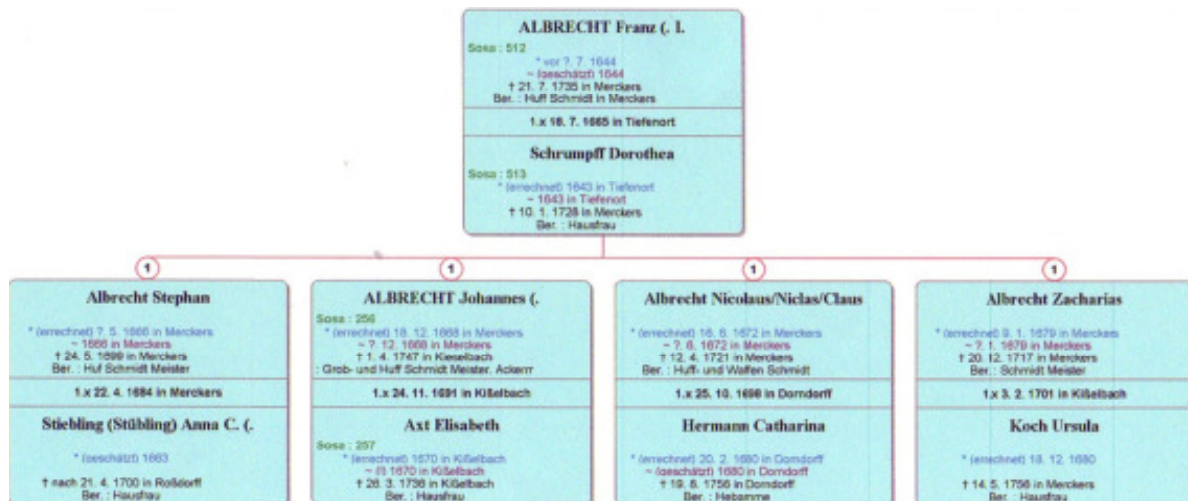 ALBRECHT Franz (. I.
Sosa : 512
* vor ?. 7. 1644
~ (geschätzt) 1644
† 21. 7. 1735 in Merckers
Ber. : Huff Schmidt in Merckers
1.x 16. 7. 1665 in Tiefenort
Schrumpff Dorothea
Sosa : 513
* (errechnet) 1643 in Tiefenort
~ 1643 in Tiefenort
† 10. 1. 1728 in Merckers
Ber. : Hausfrau
1
1
1
1
Albrecht Stephan
* (errechnet) ?. 5. 1666 in Merckers
~ 1666 in Merckers
† 24. 5. 1699 in Merckers
Ber. : Huf Schmidt Meister
1.x 22. 4. 1684 in Merckers
Stiebling (Stübling) Anna C. (.
* (geschätzt) 1663
† nach 21. 4. 1700 in Roßdorff
Ber. : Hausfrau
ALBRECHT Johannes (.
Sosa : 256
* (errechnet) 18. 12. 1668 in Merckers
~ ?. 12. 1668 in Merckers
† 1. 4. 1747 in Kieselbach
: Grob- und Huff Schmidt Meister, Ackerrr
1.x 24. 11. 1691 in Kißelbach
Axt Elisabeth
Sosa : 257
* (errechnet) 1670 in Kißelbach
~ (!) 1670 in Kißelbach
† 26. 3. 1736 in Kißelbach
Ber. : Hausfrau
Albrecht Nicolaus/Niclas/Claus
* (errechnet) 16. 6. 1672 in Merckers
~ ?. 6. 1672 in Merckers
† 12. 4. 1721 in Merckers
Ber. : Huff- und Waffen Schmidt
1.x 25. 10. 1698 in Dorndorff
Hermann Catharina
* (errechnet) 20. 2. 1680 in Dorndorff
~ (geschätzt) 1680 in Dorndorff
† 19. 6. 1756 in Dorndorff
Ber. : Hebamme
Albrecht Zacharias
* (errechnet) 9. 1. 1679 in Merckers
~ ?. 1. 1679 in Merckers
† 20. 12. 1717 in Merckers
Ber. : Schmidt Meister
1.x 3. 2. 1701 in Kißelbach
Koch Ursula
* (errechnet) 18. 12. 1680
† 14. 5. 1756 in Merckers
Ber. : Hausfrau